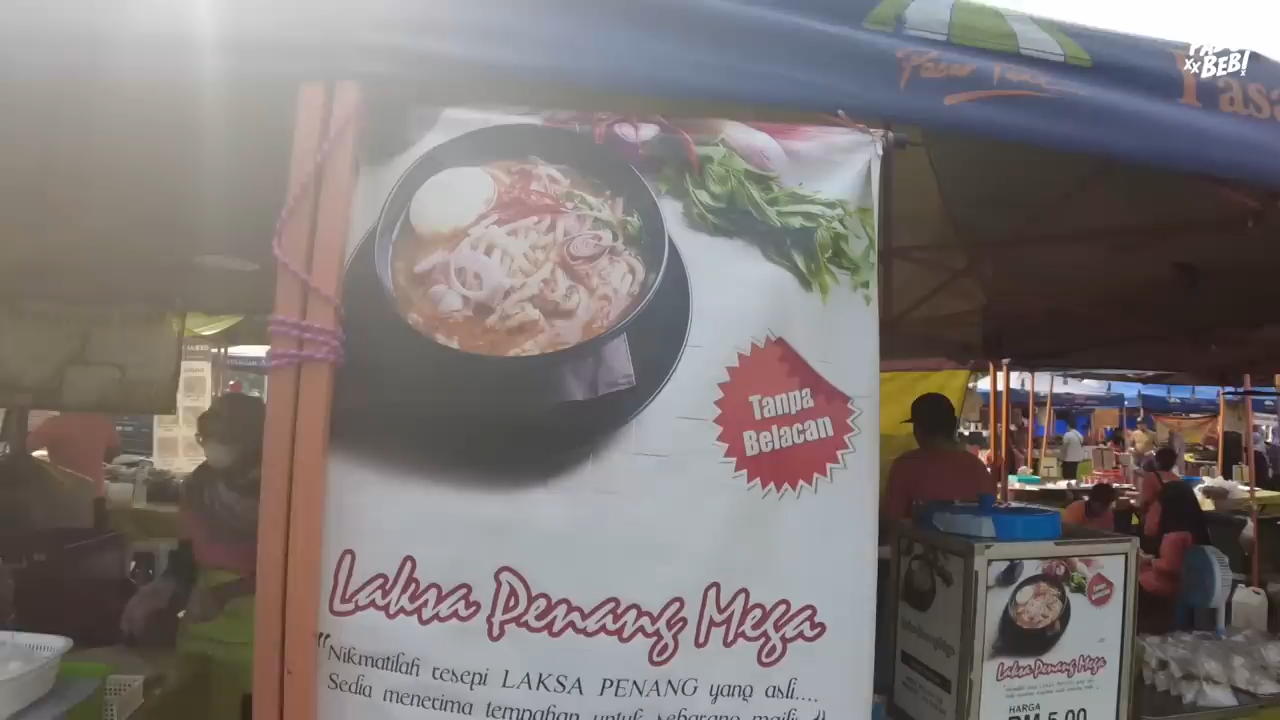 BEBI
Tanpa
Belacan
Laksa Penang Mega
"Nikmatilah resepi LAKSA PENANG yang asli....
Sedia menerima tempahan untuk sebarang majlis"
Laksa Penang Mega
HARGA
RM 5.00